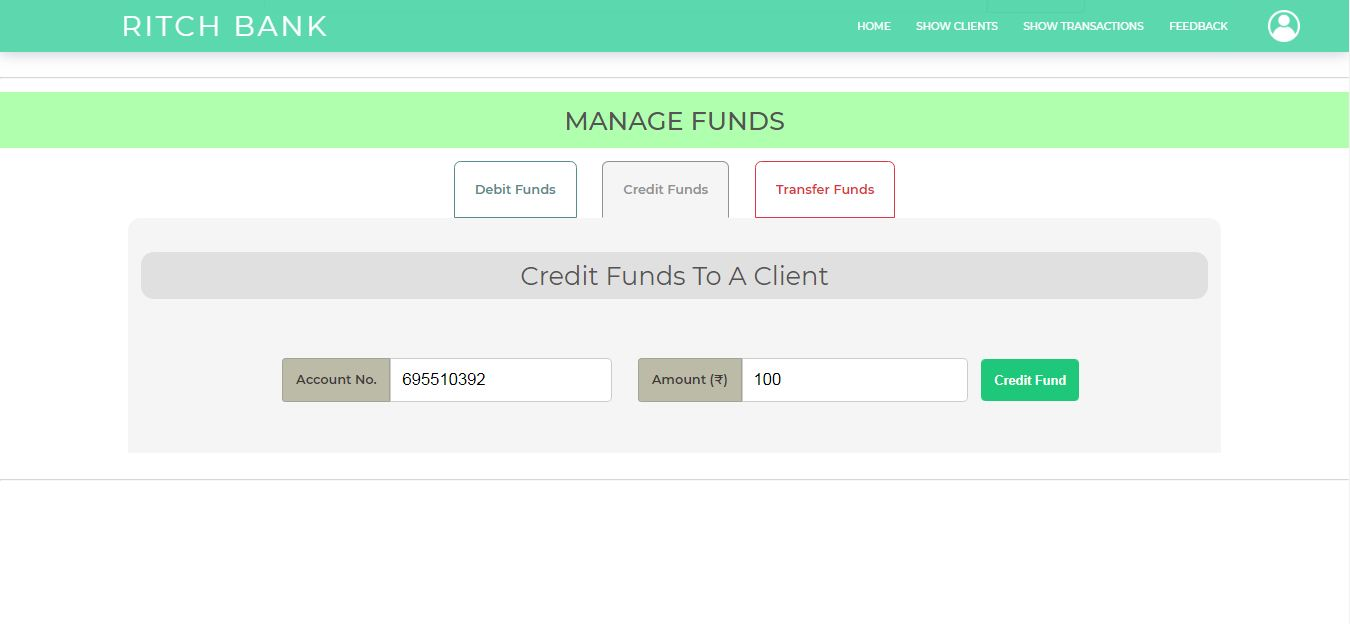 RITCH BANK
HOME SHOW CLIENTS SHOW TRANSACTIONS FEEDBACK
MANAGE FUNDS
Debit Funds Credit Funds Transfer Funds
Credit Funds To A Client
Account No. 695510392 Amount (₹) 100 Credit Fund